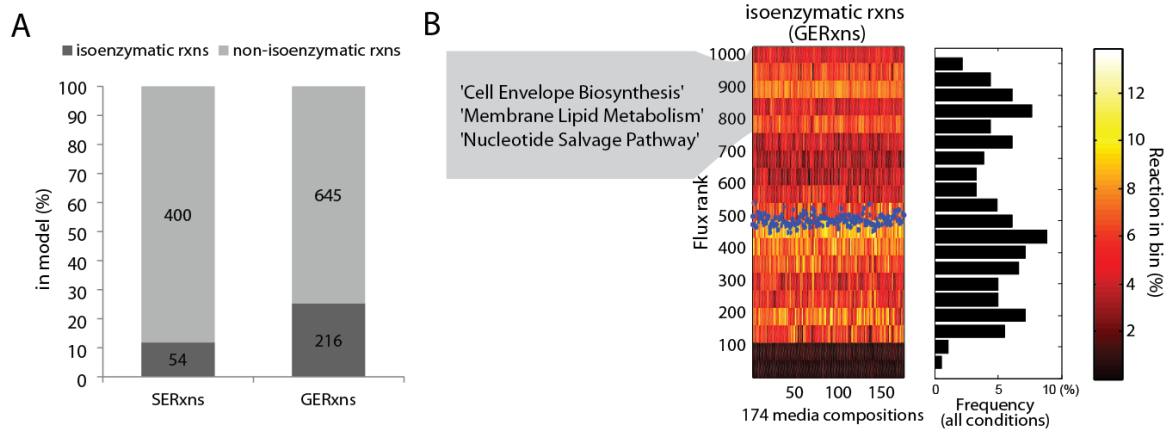 A
isoenzymatic rxns non-isoenzymatic rxns
in model (%)
100
90
80
70
60
50
40
30
20
10
0
400
54
645
216
SERxns GERxns
B
isoenzymatic rxns
(GERxns)
'Cell Envelope Biosynthesis'
'Membrane Lipid Metabolism'
'Nucleotide Salvage Pathway'
Flux rank
1000
900
800
700
600
500
400
300
200
100
50 100 150
174 media compositions
0 5 10 (%)
Frequency
(all conditions)
12
10
8
6
4
2
Reaction in bin (%)